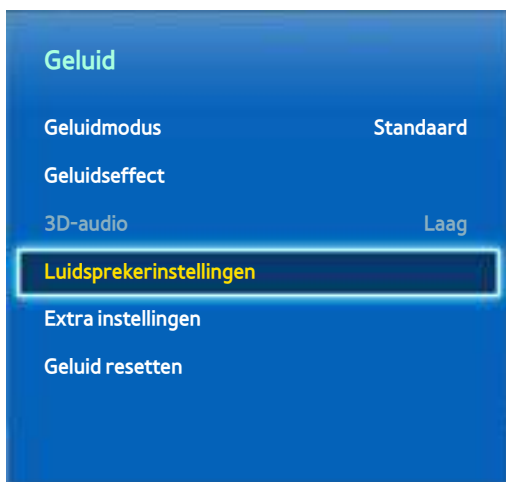 Geluid
Geluidmodus Standaard
Geluidseffect
3D-audio Laag
Luidsprekerinstellingen
Extra instellingen
Geluid resetten